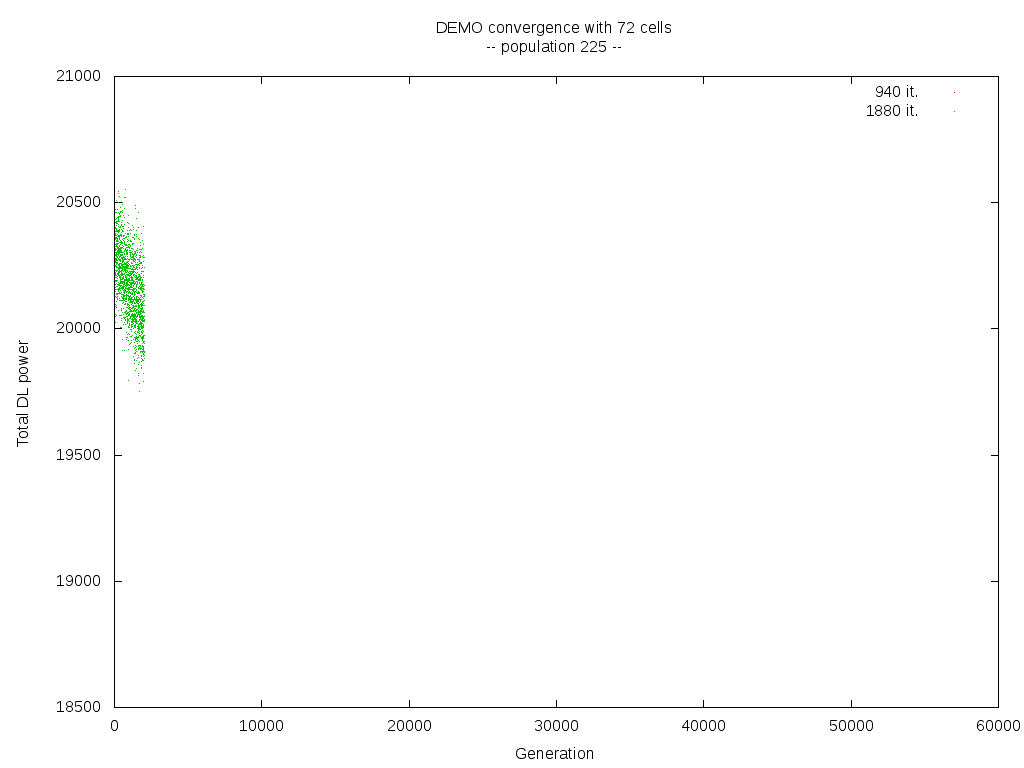 DEMO convergence with 72 cells
-- population 225 --
940 it.
1880 it.
21000
20500
20000
19500
19000
18500
Total DL power
0 10000 20000 30000 40000 50000 60000
Generation